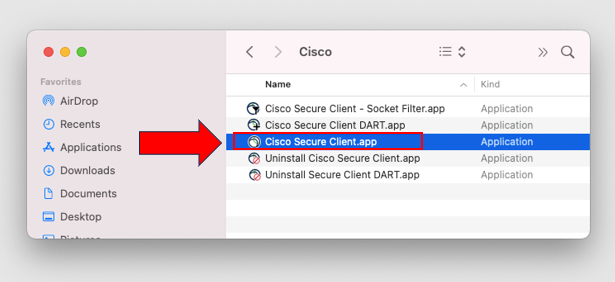 Cisco
Name Kind
Favorites
AirDrop
Recents
Applications
Downloads
Documents
Desktop
Pictures
Cisco Secure Client - Socket Filter.app Application
Cisco Secure Client DART.app Application
Cisco Secure Client.app Application
Uninstall Cisco Secure Client.app Application
Uninstall Secure Client DART.app Application